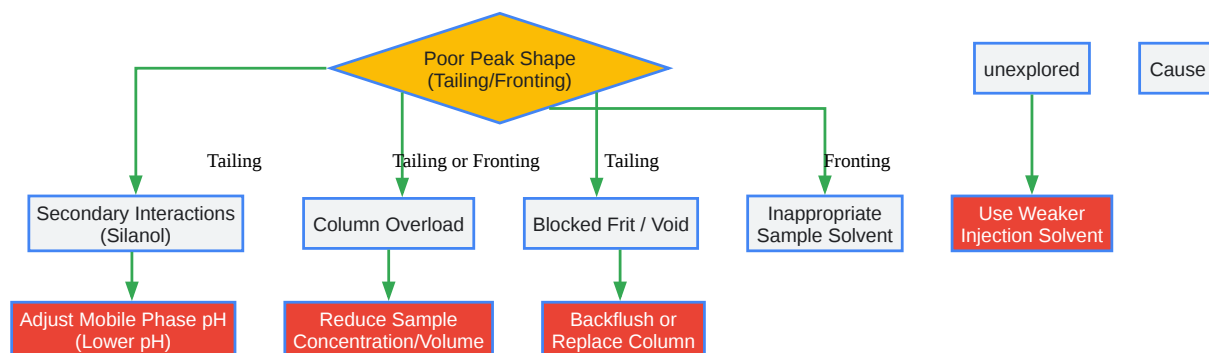 Poor Peak Shape
(Tailing/Fronting)
unexplored
Cause
Tailing
Tailing or Fronting
Tailing
Fronting
Secondary Interactions
(Silanol)
Column Overload
Blocked Frit / Void
Inappropriate
Sample Solvent
Use Weaker
Injection Solvent
Adjust Mobile Phase pH
(Lower pH)
Reduce Sample
Concentration/Volume
Backflush or
Replace Column